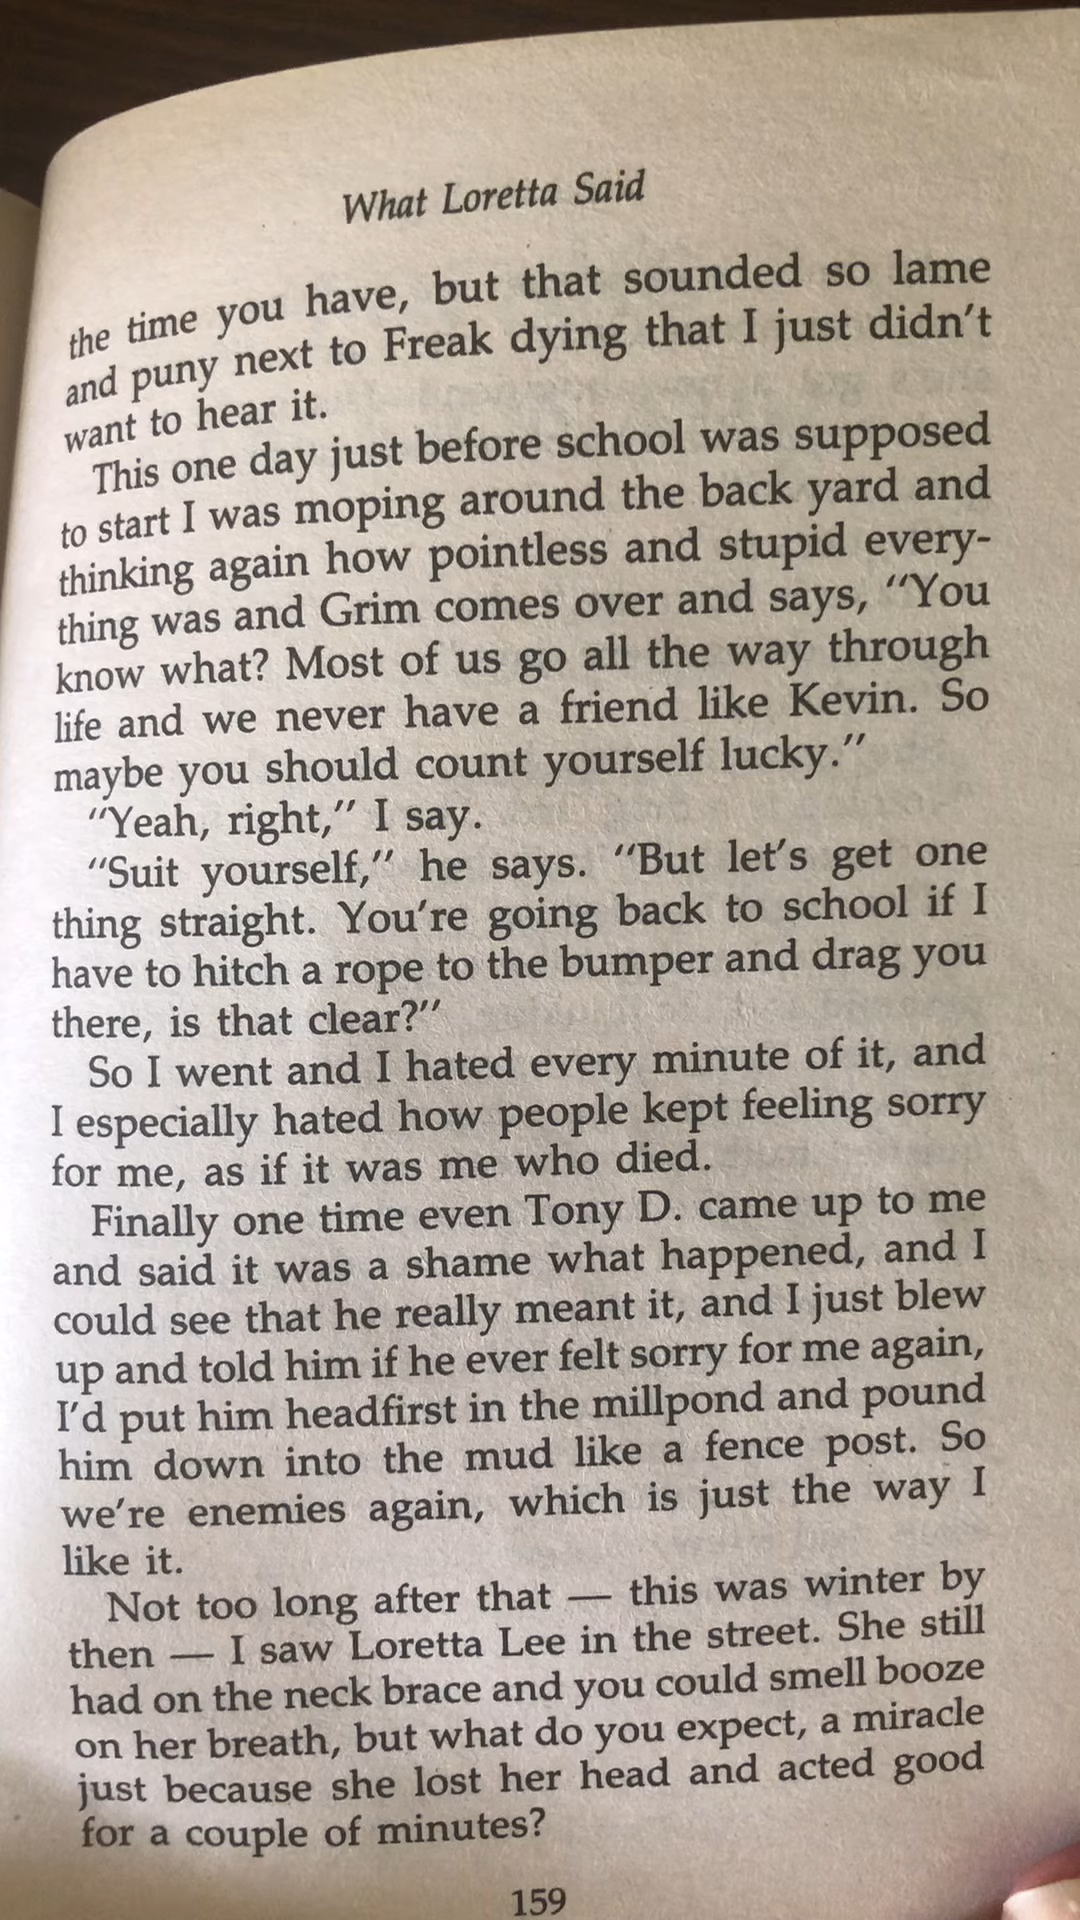 What Loretta Said
the time you have, but that sounded so lame
and puny next to Freak dying that I just didn't
want to hear it.
This one day just before school was supposed
to start I was moping around the back yard and
thinking again how pointless and stupid every-
thing was and Grim comes over and says, "You
know what? Most of us go all the way through
life and we never have a friend like Kevin. So
maybe you should count yourself lucky."
"Yeah, right," I say.
"Suit yourself," he says. "But let's get one
thing straight. You're going back to school if I
have to hitch a rope to the bumper and drag you
there, is that clear?"
So I went and I hated every minute of it, and
I especially hated how people kept feeling sorry
for me, as if it was me who died.
Finally one time even Tony D. came up to me
and said it was a shame what happened, and I
could see that he really meant it, and I just blew
up and told him if he ever felt sorry for me again,
I'd put him headfirst in the millpond and pound
him down into the mud like a fence post. So
we're enemies again, which is just the way I
like it.
Not too long after that — this was winter by
then — I saw Loretta Lee in the street. She still
had on the neck brace and you could smell booze
on her breath, but what do you expect, a miracle
just because she lost her head and acted good
for a couple of minutes?
159